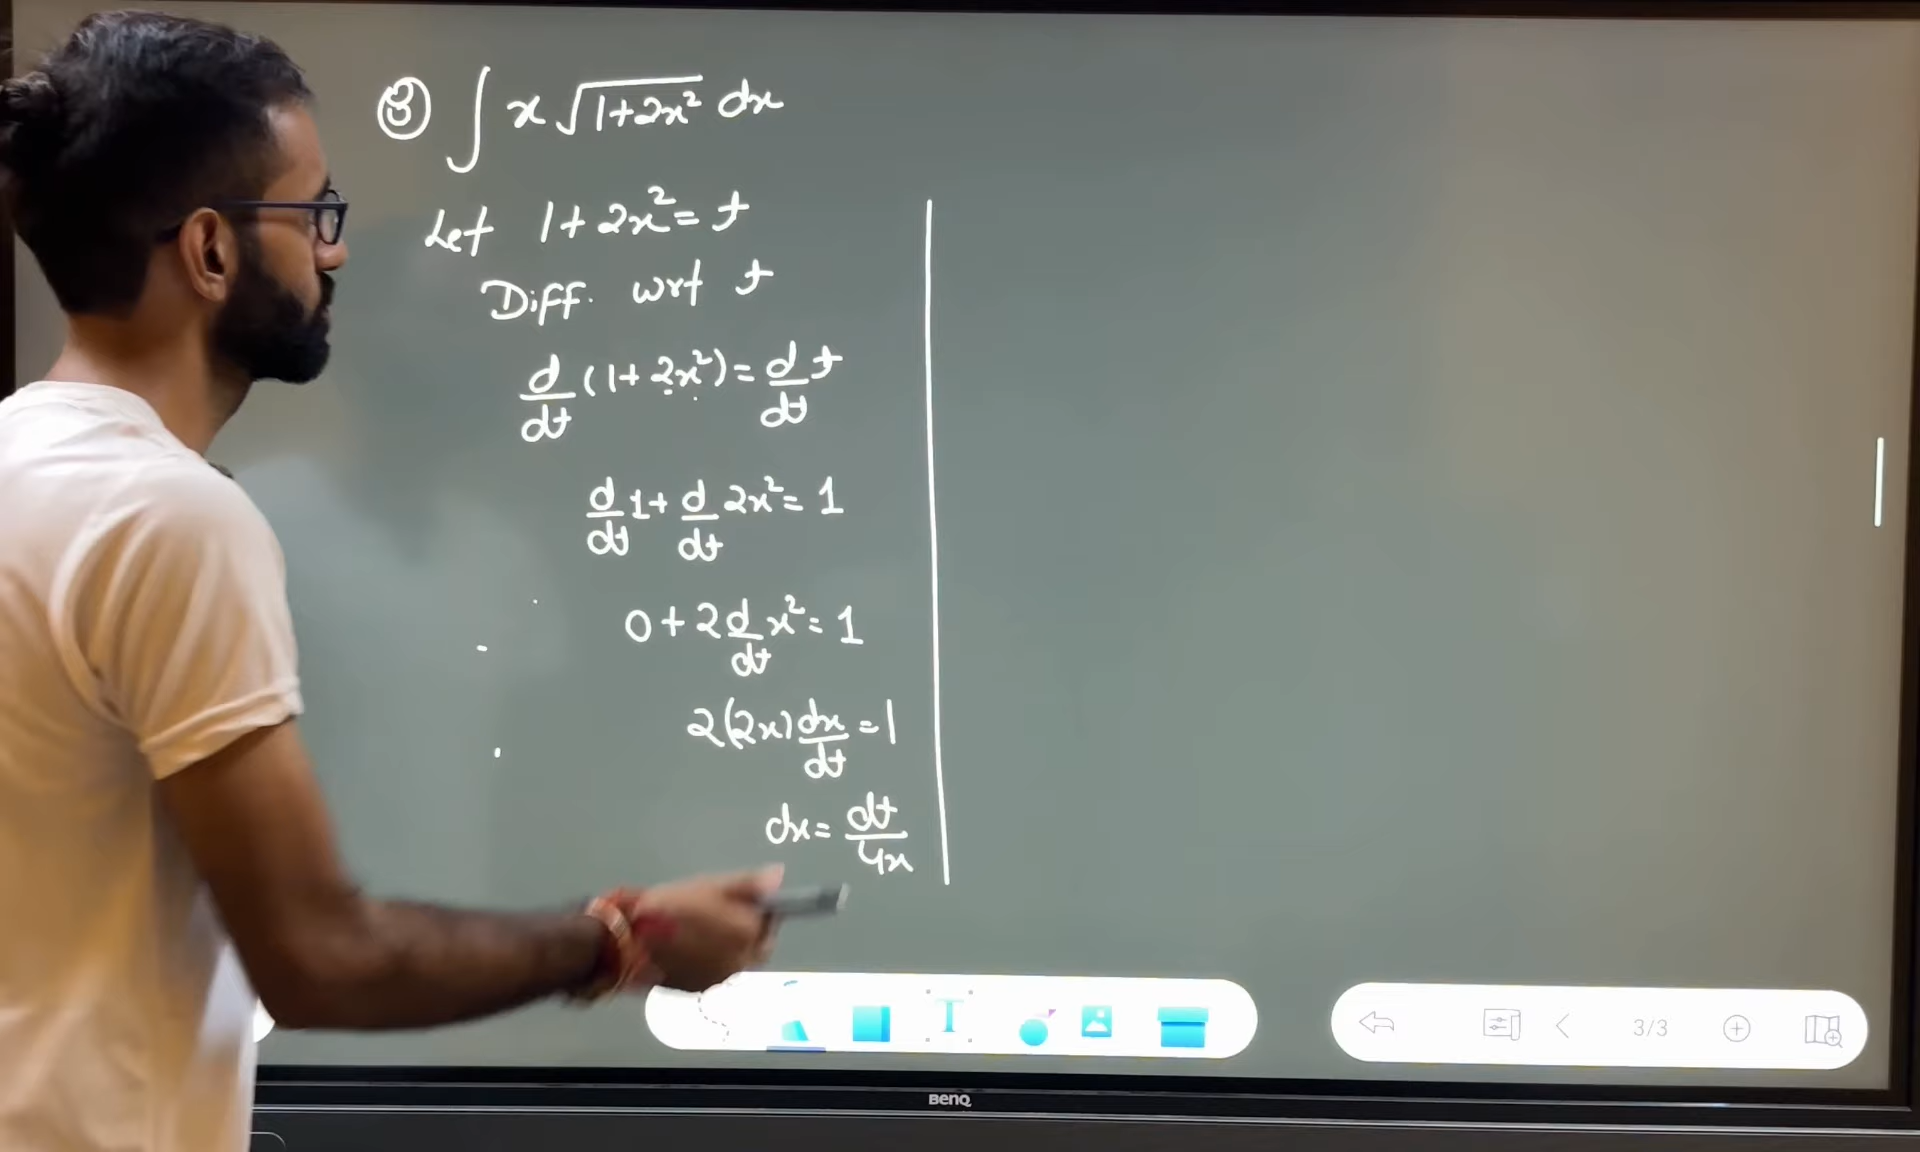 ③ ∫ x √(1+2x²) dx
Let 1+2x² = t
Diff. wrt t
d/dt (1+2x²) = d/dt t
d/dt 1 + d/dt 2x² = 1
0 + 2 d/dt x² = 1
2(2x) dx/dt = 1
dx = dt/4x
T
3/3
BenQ